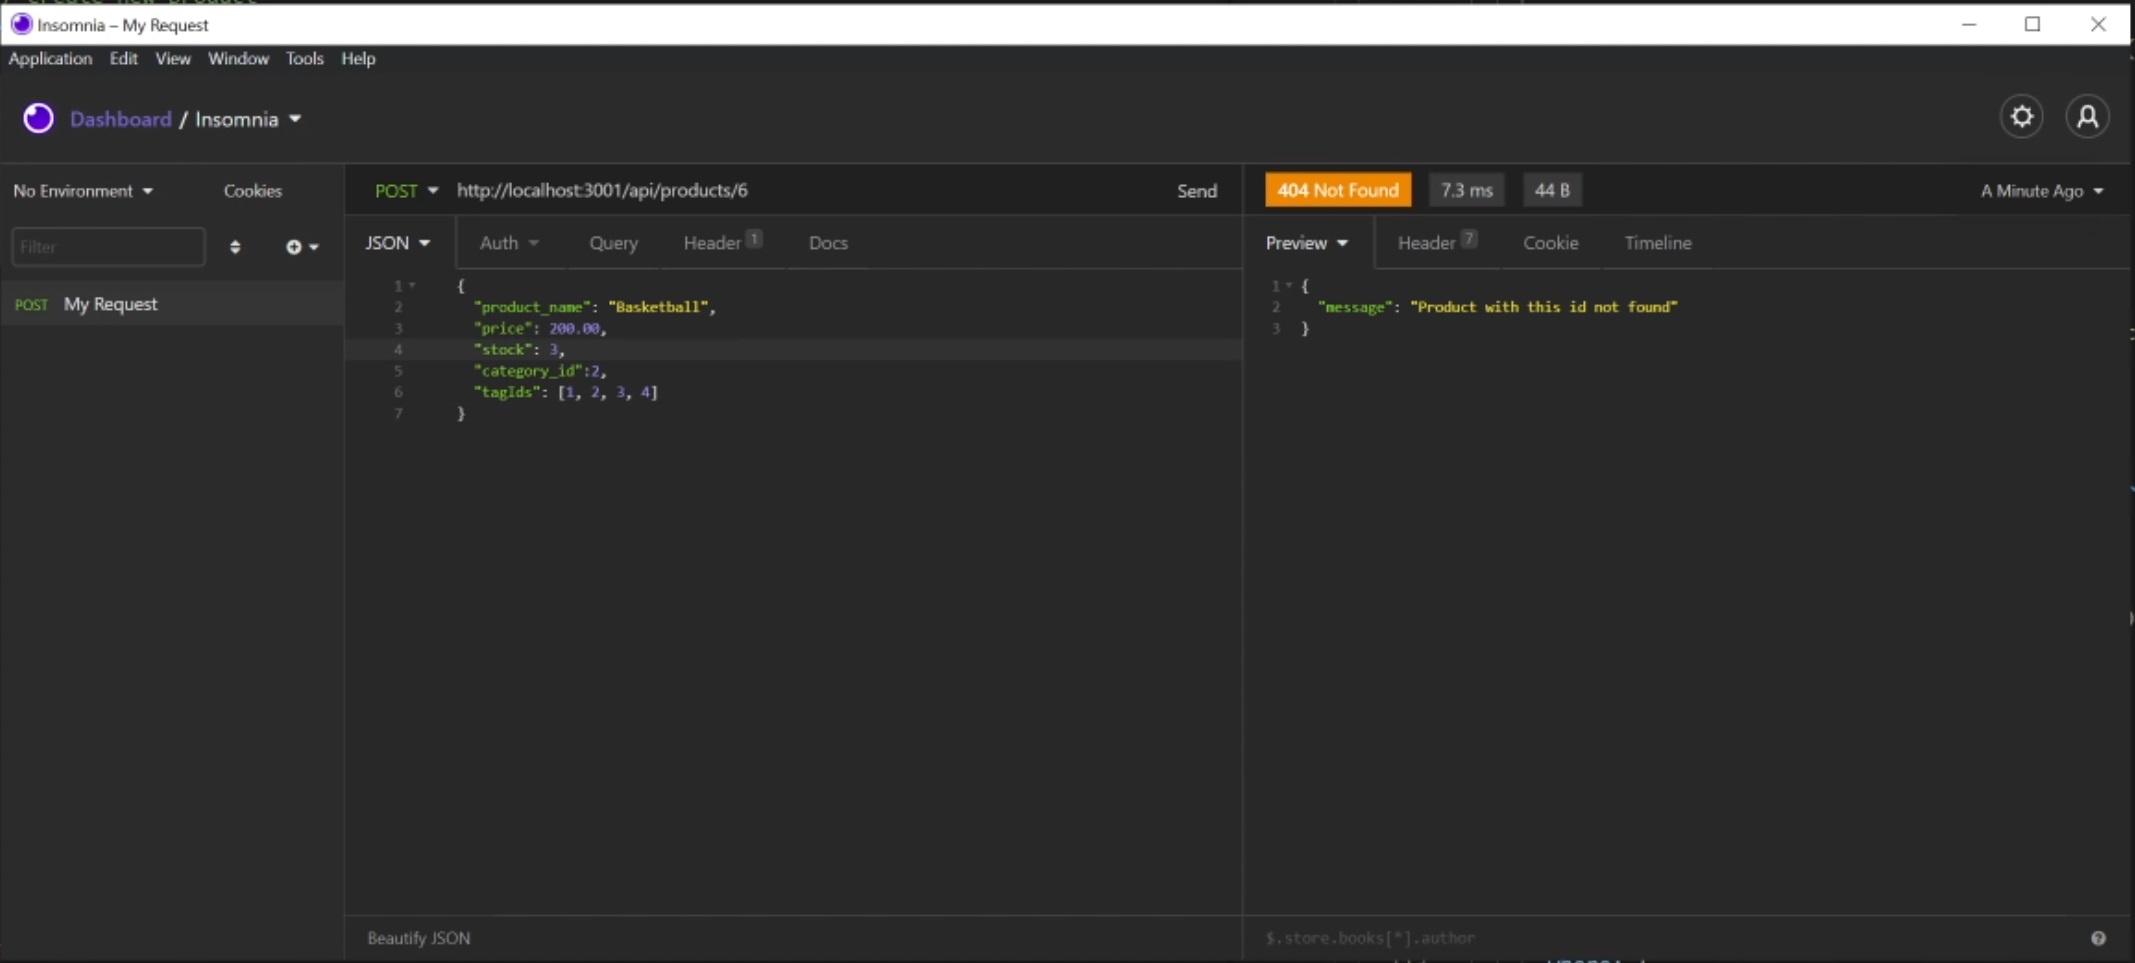 create new product
Insomnia – My Request
Application Edit View Window Tools Help
Dashboard / Insomnia
No Environment Cookies
Filter
POST My Request
POST http://localhost:3001/api/products/6 Send
JSON Auth Query Header 1 Docs
1 {
2 "product_name": "Basketball",
3 "price": 200.00,
4 "stock": 3,
5 "category_id":2,
6 "tagIds": [1, 2, 3, 4]
7 }
Beautify JSON
404 Not Found 7.3 ms 44 B A Minute Ago
Preview Header 7 Cookie Timeline
1 {
2 "message": "Product with this id not found"
3 }
$.store.books[*].author